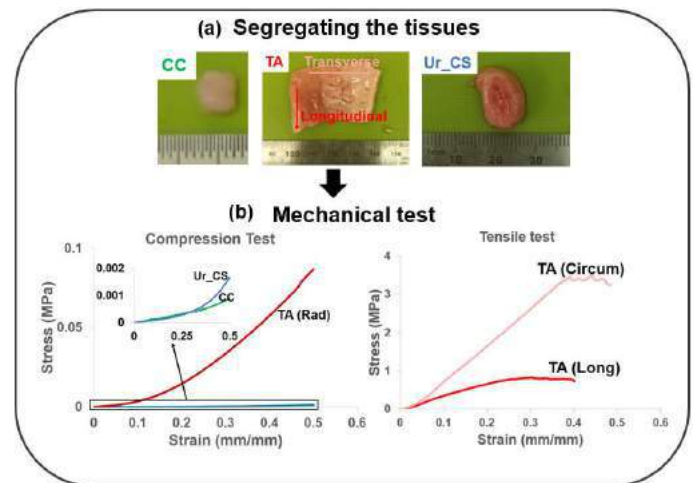 (a) Segregating the tissues
CC
TA
Transverse
Longitudinal
Ur_CS
10 20 30
(b) Mechanical test
Compression Test
0.1
0.05
0
Stress (MPa)
0.002
0.001
0
Ur_CS
CC
0 0.25 0.5
TA (Rad)
0 0.1 0.2 0.3 0.4 0.5
Strain (mm/mm)
Tensile test
4
3
2
1
0
Stress (MPa)
TA (Circum)
TA (Long)
0 0.1 0.2 0.3 0.4 0.5 0.6
Strain (mm/mm)